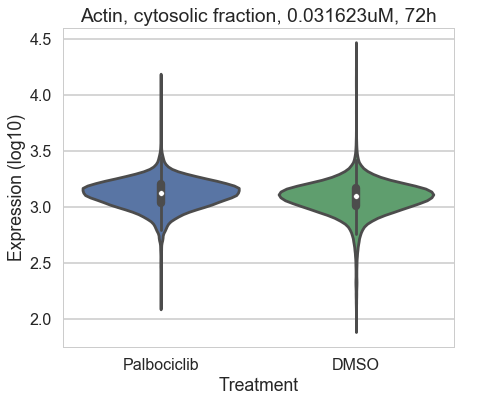 Actin, cytosolic fraction, 0.031623uM, 72h
Expression (log10)
4.5
4.0
3.5
3.0
2.5
2.0
Palbociclib
DMSO
Treatment